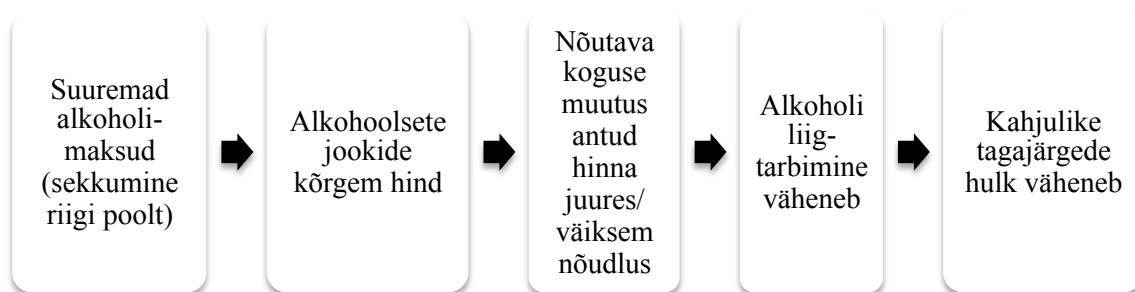 Suuremad
alkoholi-
maksud
(sekkumine
riigi poolt)
Alkohoolsete
jookide
kõrgem hind
Nõutava
koguse
muutus
antud
hinna
juures/
väiksem
nõudlus
Alkoholi
liig-
tarbimine
väheneb
Kahjulike
tagajärgede
hulk väheneb